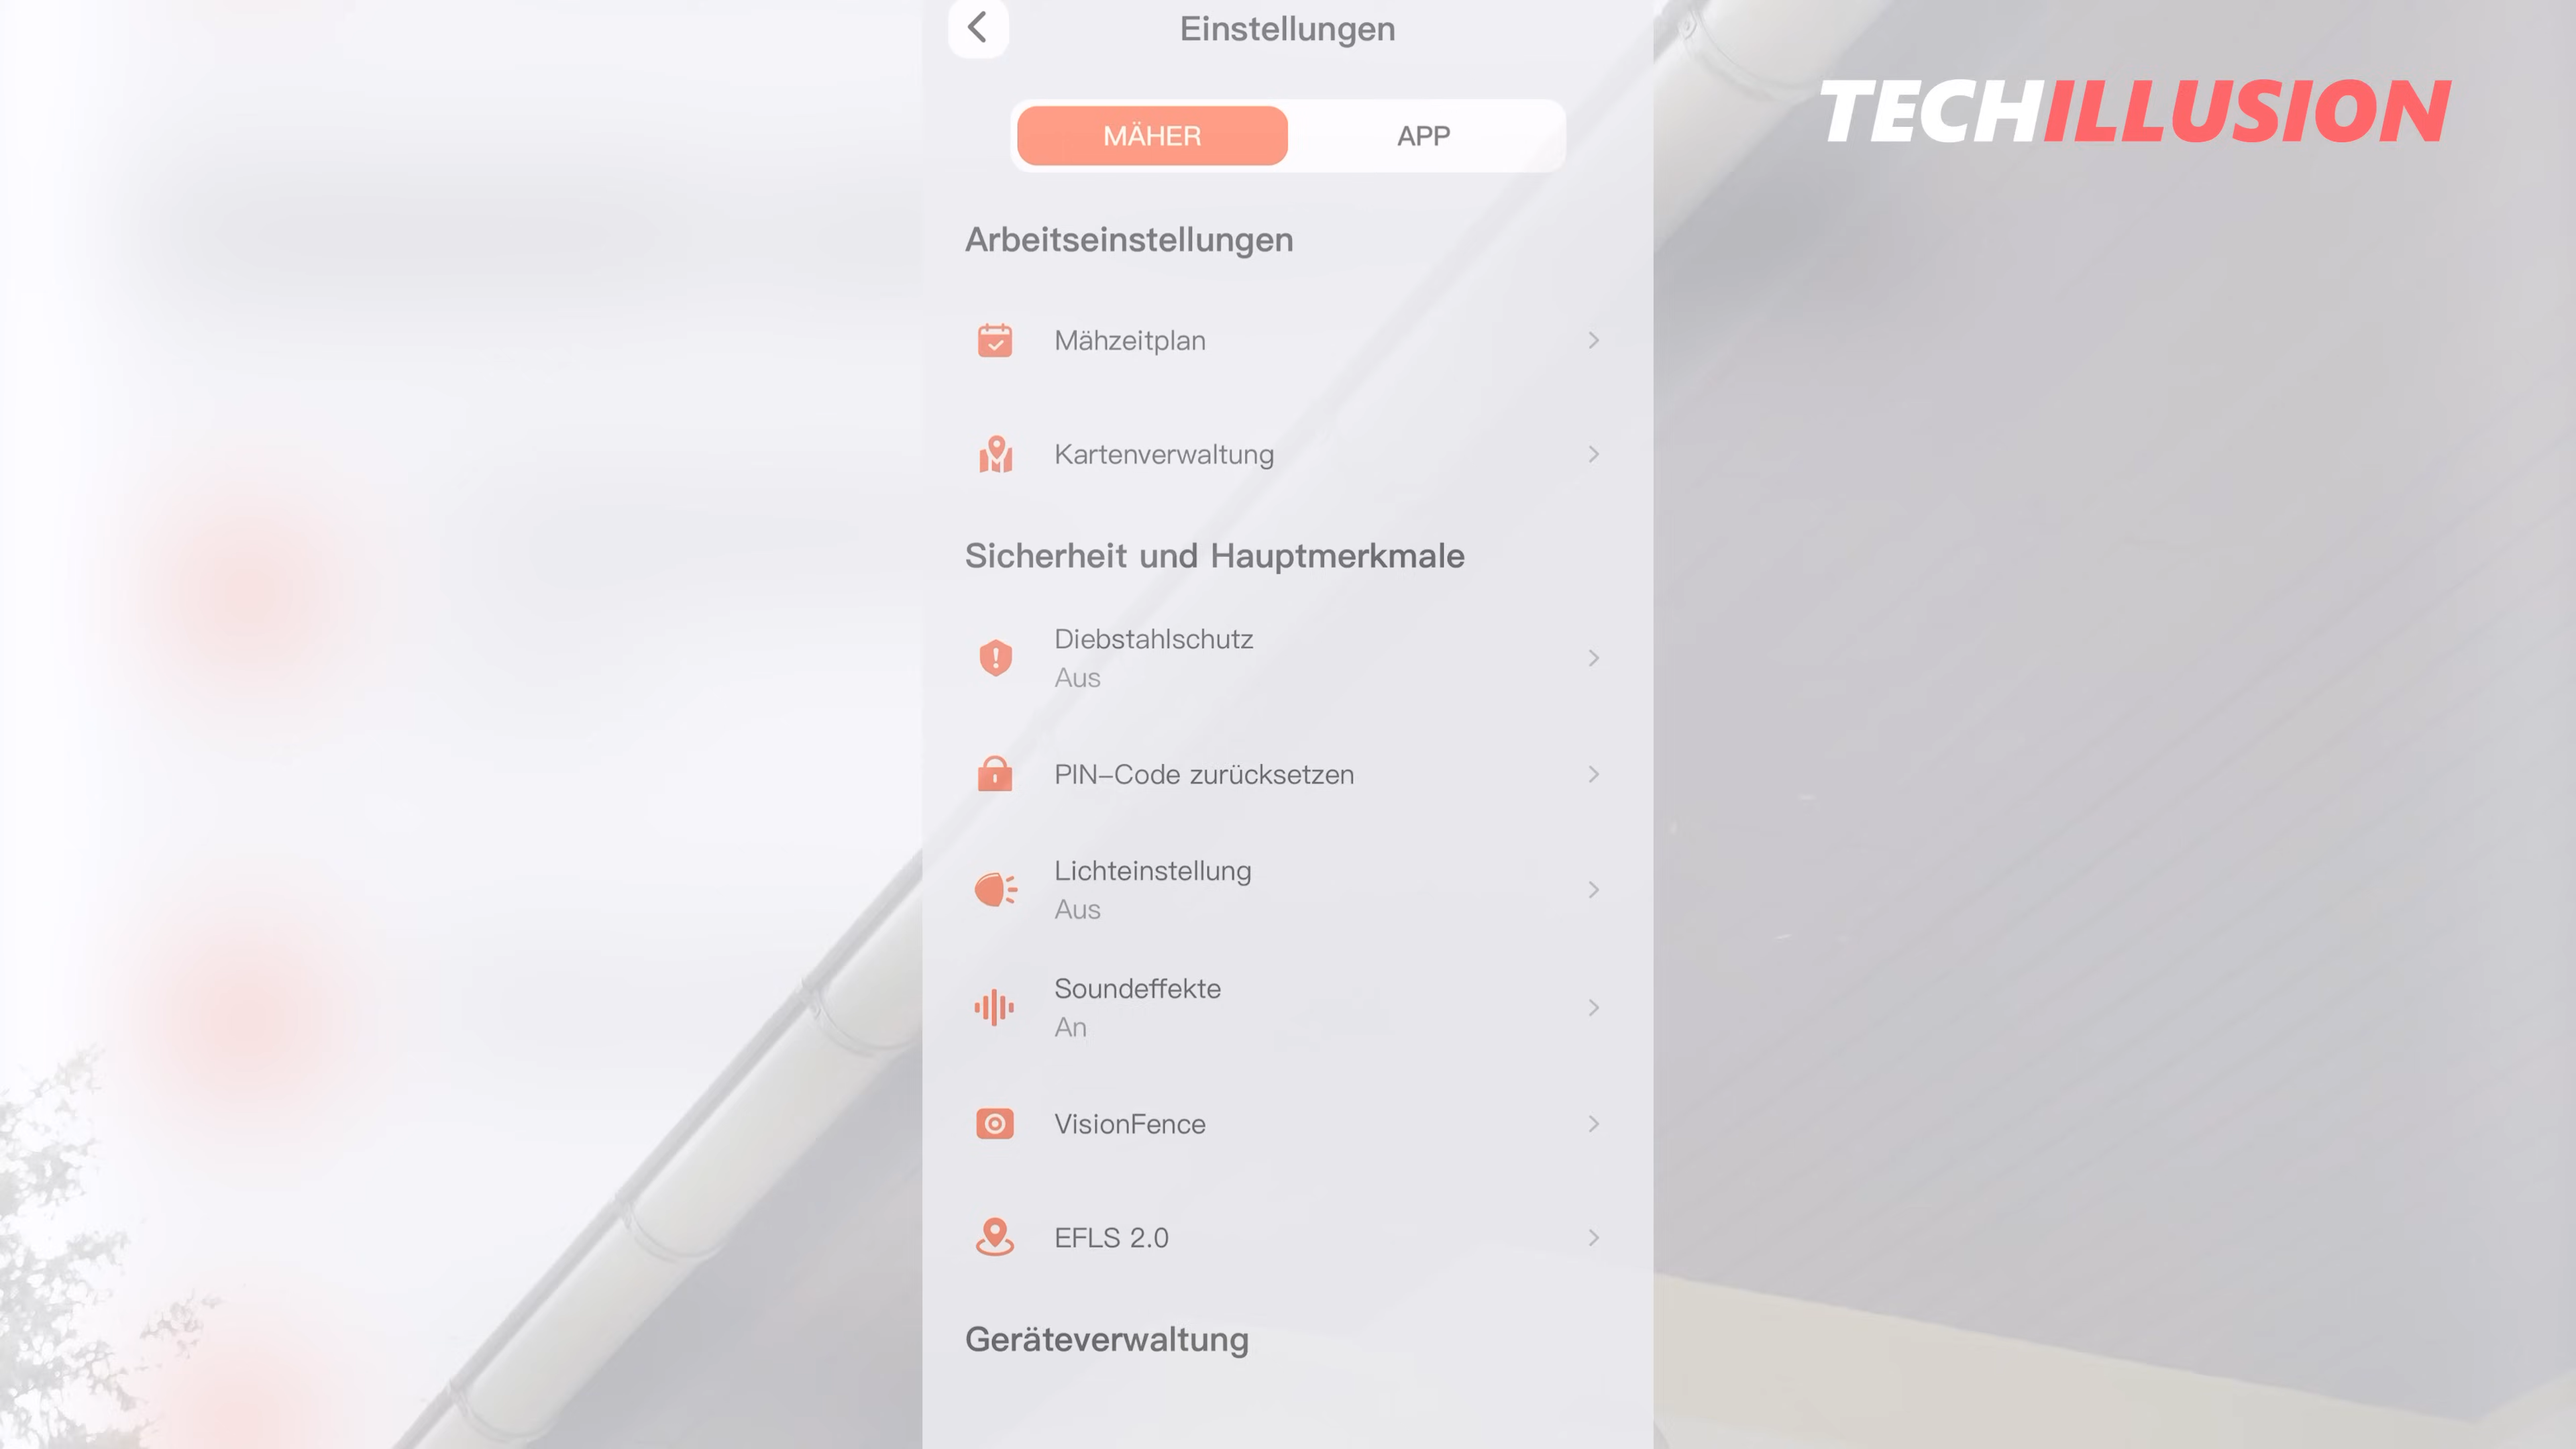 Einstellungen
TECHILLUSION
MÄHER
APP
Arbeitseinstellungen
Mähzeitplan
Kartenverwaltung
Sicherheit und Hauptmerkmale
Diebstahlschutz
Aus
PIN-Code zurücksetzen
Lichteinstellung
Aus
Soundeffekte
An
VisionFence
EFLS 2.0
Geräteverwaltung